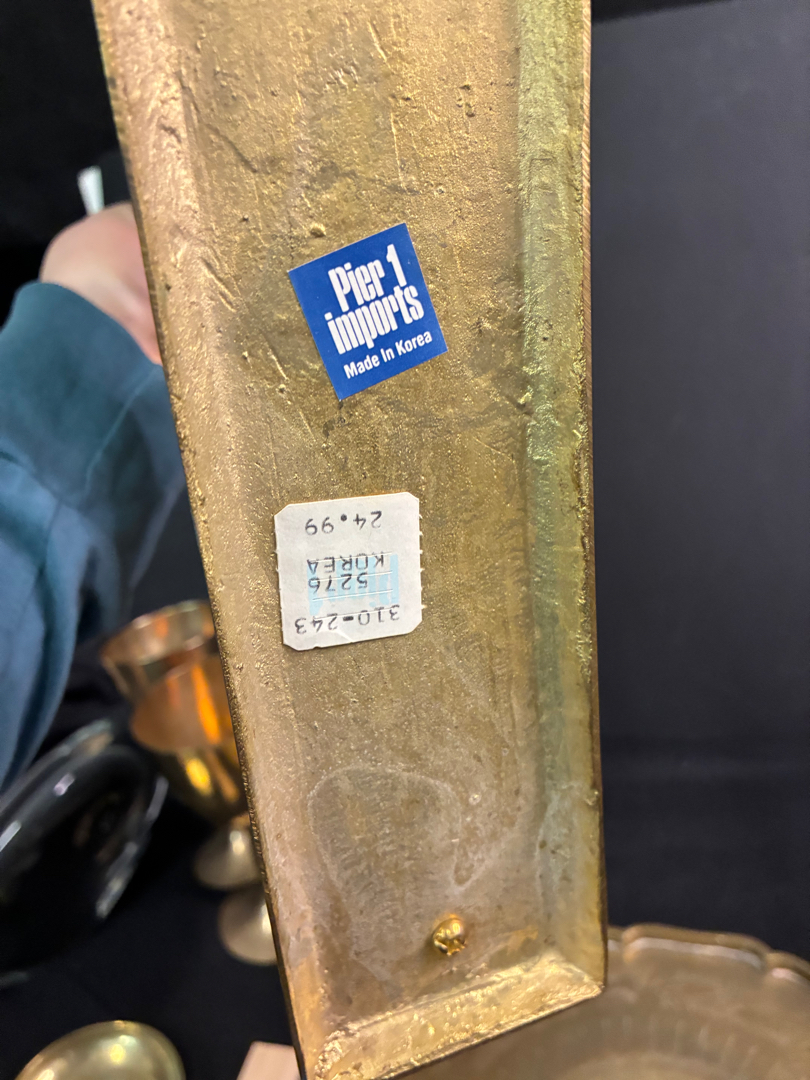 Pier 1
imports
Made In Korea
310-243
5276
KOREA
24.99